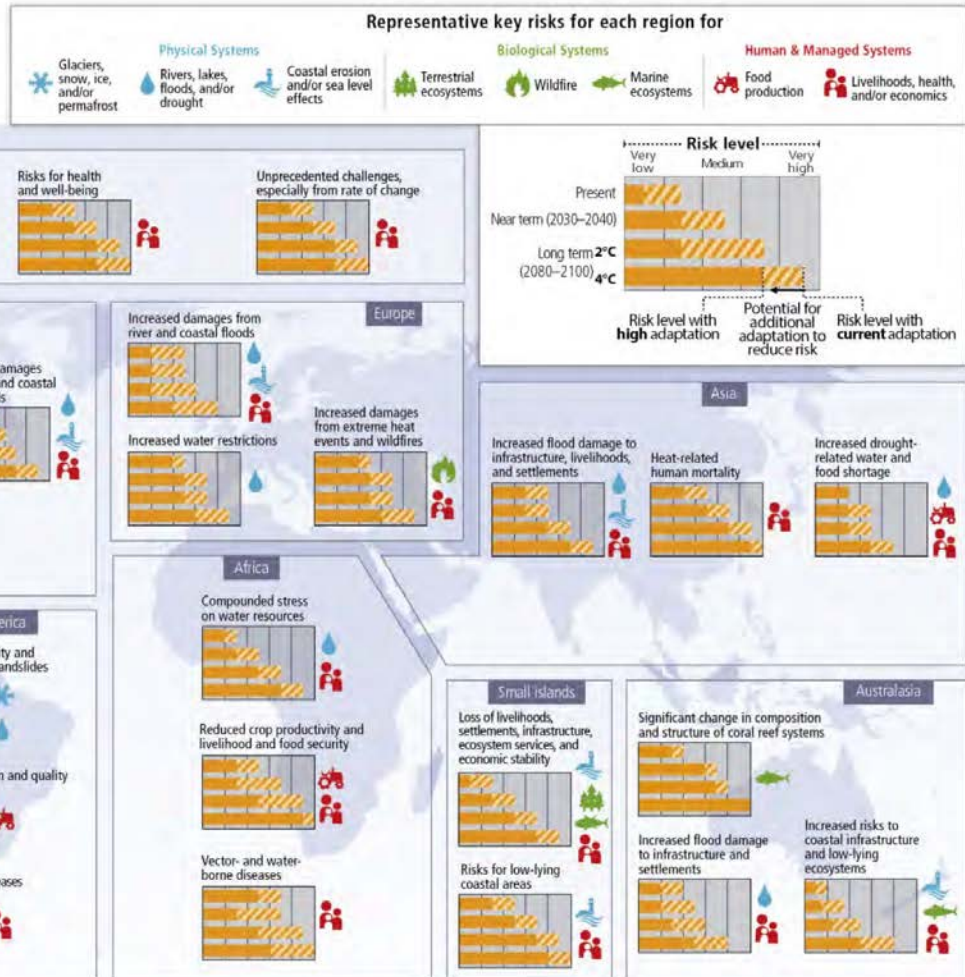 Representative key risks for each region for
Physical Systems
Glaciers,
snow, ice,
and/or
permafrost
Rivers, lakes,
floods, and/or
drought
Coastal erosion
and/or sea level
effects
Biological Systems
Terrestrial
ecosystems
Wildfire
Marine
ecosystems
Human & Managed Systems
Food
production
Livelihoods, health,
and/or economics
Risk level
Very
low
Medium
Very
high
Present
Near term (2030–2040)
Long term 2°C
(2080–2100) 4°C
Risk level with
high adaptation
Potential for
additional
adaptation to
reduce risk
Risk level with
current adaptation
Risks for health
and well-being
Unprecedented challenges,
especially from rate of change
amages
nd coastal
s
Europe
Increased damages from
river and coastal floods
Increased water restrictions
Increased damages
from extreme heat
events and wildfires
Asia
Increased flood damage to
infrastructure, livelihoods,
and settlements
Heat-related
human mortality
Increased drought-
related water and
food shortage
Africa
Compounded stress
on water resources
Reduced crop productivity and
livelihood and food security
Vector- and water-
borne diseases
erica
ity and
andslides
n and quality
ases
Small islands
Loss of livelihoods,
settlements, infrastructure,
ecosystem services, and
economic stability
Risks for low-lying
coastal areas
Australasia
Significant change in composition
and structure of coral reef systems
Increased flood damage
to infrastructure and
settlements
Increased risks to
coastal infrastructure
and low-lying
ecosystems